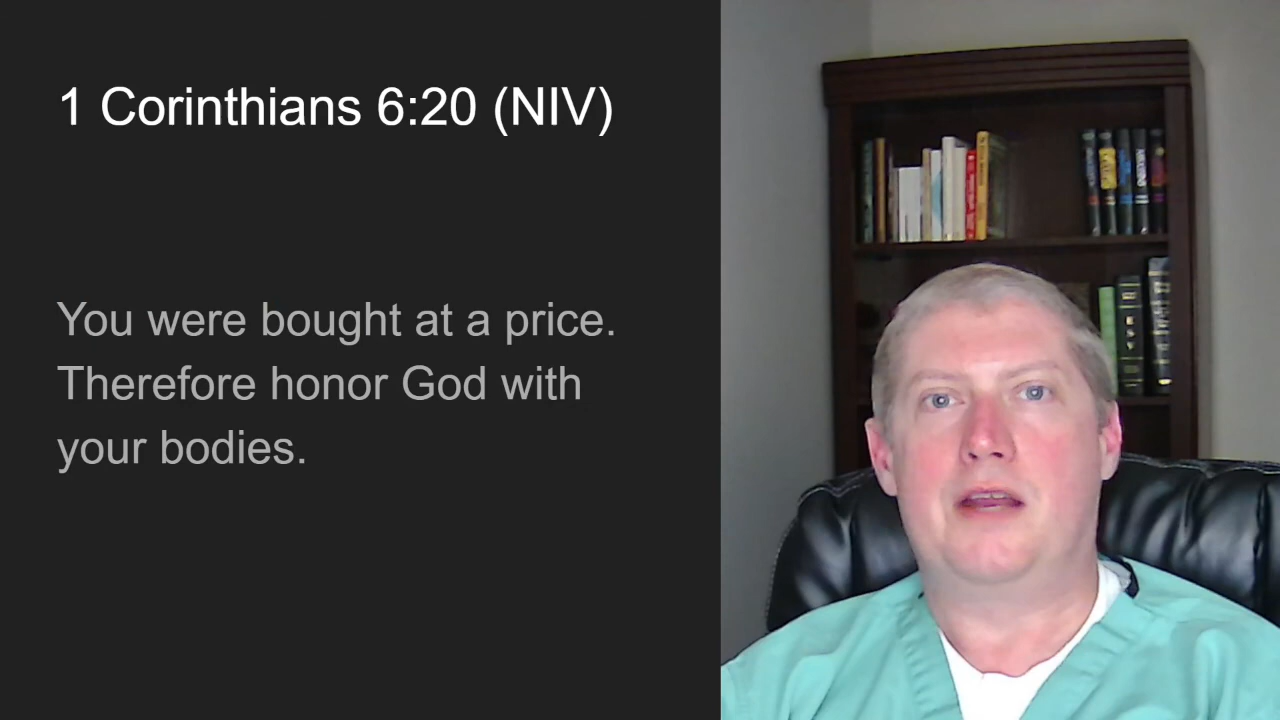 1 Corinthians 6:20 (NIV)
You were bought at a price.
Therefore honor God with
your bodies.